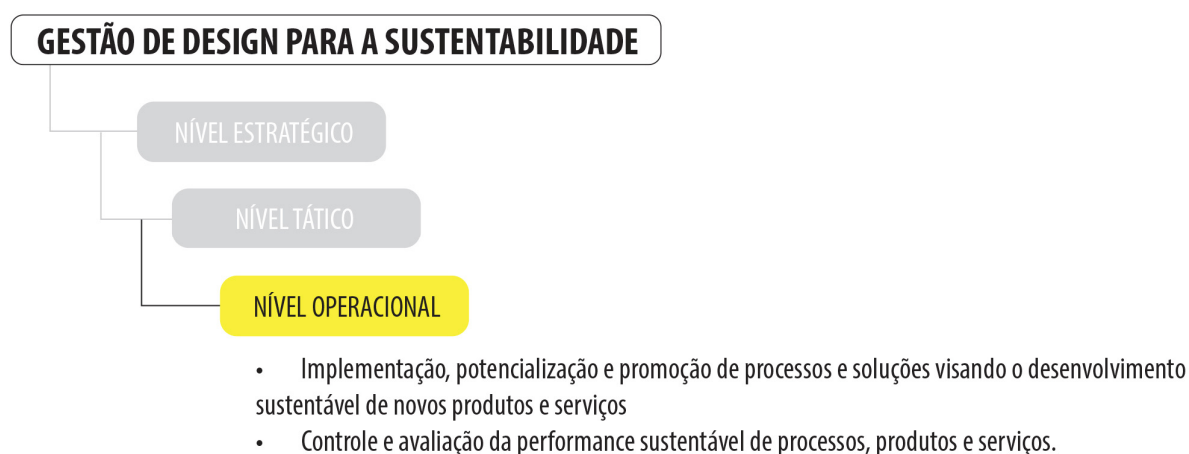 GESTÃO DE DESIGN PARA A SUSTENTABILIDADE
NÍVEL ESTRATÉGICO
NÍVEL TÁTICO
NÍVEL OPERACIONAL
• Implementação, potencialização e promoção de processos e soluções visando o desenvolvimento
sustentável de novos produtos e serviços
• Controle e avaliação da performance sustentável de processos, produtos e serviços.